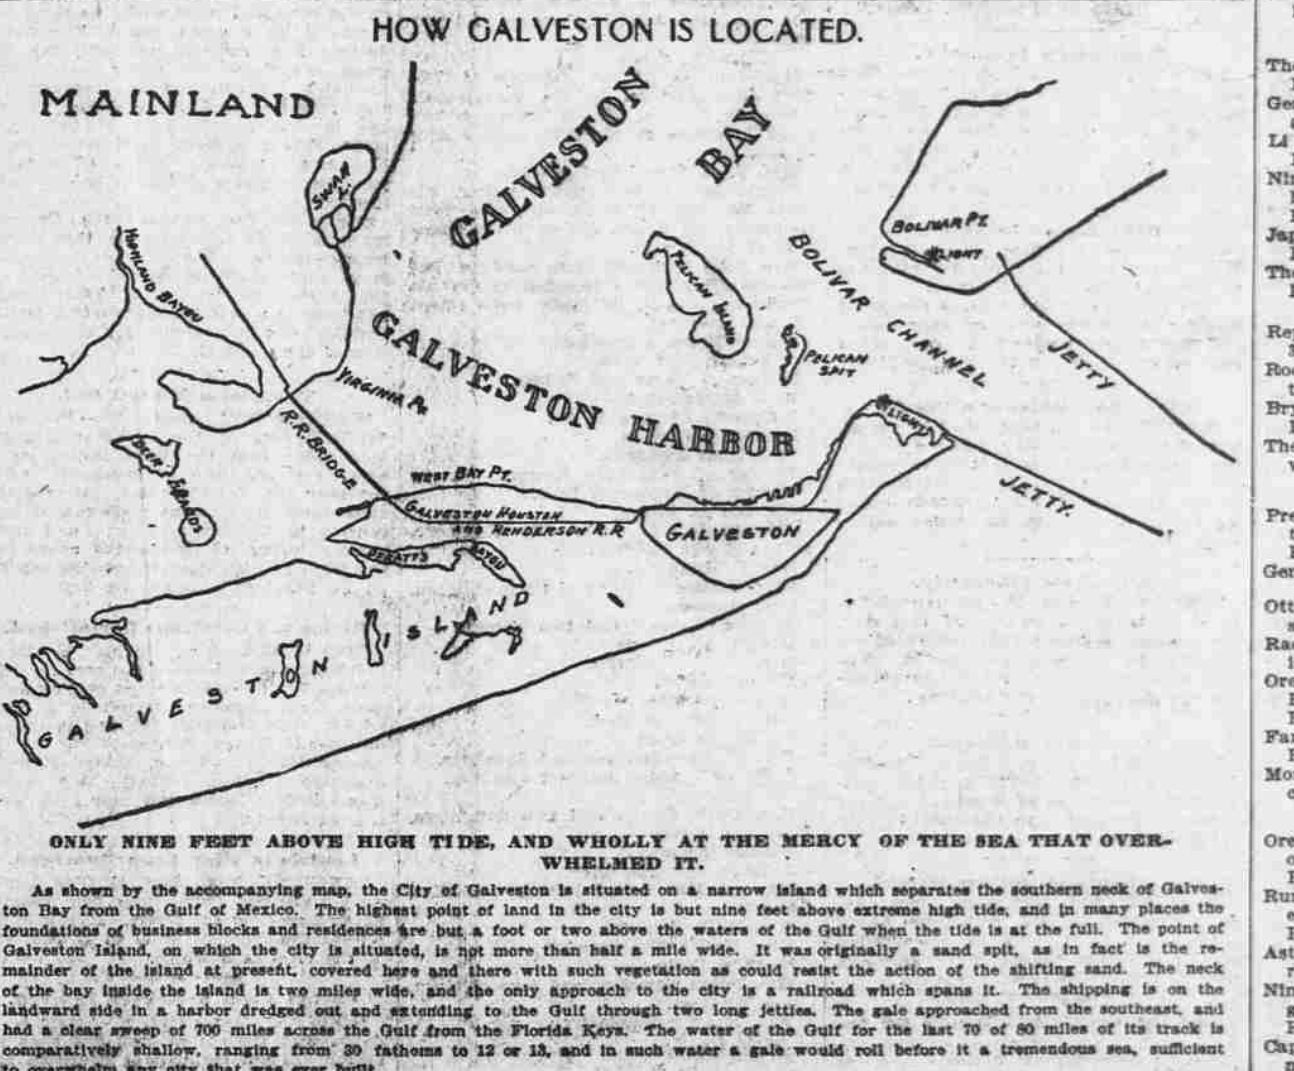 HOW GALVESTON IS LOCATED.
MAINLAND
GALVESTON
BAY
SWAN
L.
BOLIVAR PT.
LIGHT
HIGHLAND BAYOU
PELICAN ISLAND
BOLIVAR CHANNEL
JETTY
PELICAN
SPIT
GALVESTON HARBOR
VIRGINIA PT.
R.R. BRIDGE
LIGHT
DEER ISLANDS
WEST BAY PT.
JETTY.
GALVESTON HOUSTON
AND HENDERSON R.R
GALVESTON
BAYOU
GALVESTON ISLAND
ONLY NINE FEET ABOVE HIGH TIDE, AND WHOLLY AT THE MERCY OF THE SEA THAT OVER-
WHELMED IT.
As shown by the accompanying map, the City of Galveston is situated on a narrow island which separates the southern neck of Galves-
ton Bay from the Gulf of Mexico. The highest point of land in the city is but nine feet above extreme high tide, and in many places the
foundations of business blocks and residences are but a foot or two above the waters of the Gulf when the tide is at the full. The point of
Galveston Island, on which the city is situated, is not more than half a mile wide. It was originally a sand spit, as in fact is the re-
mainder of the island at present, covered here and there with such vegetation as could resist the action of the shifting sand. The neck
of the bay inside the island is two miles wide, and the only approach to the city is a railroad which spans it. The shipping is on the
landward side in a harbor dredged out and extending to the Gulf through two long jetties. The gale approached from the southeast, and
had a clear sweep of 700 miles across the Gulf from the Florida Keys. The water of the Gulf for the last 70 of 80 miles of its track is
comparatively shallow, ranging from 30 fathoms to 12 or 13, and in such water a gale would roll before it a tremendous sea, sufficient
to overwhelm any city that was ever built.